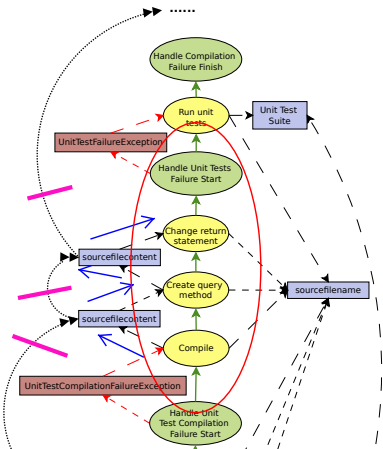 ......
Handle Compilation
Failure Finish
Run unit
tests
Unit Test
Suite
UnitTestFailureException
Handle Unit Tests
Failure Start
Change return
statement
sourcefilecontent
Create query
method
sourcefilename
sourcefilecontent
Compile
UnitTestCompilationFailureException
Handle Unit
Test Compilation
Failure Start